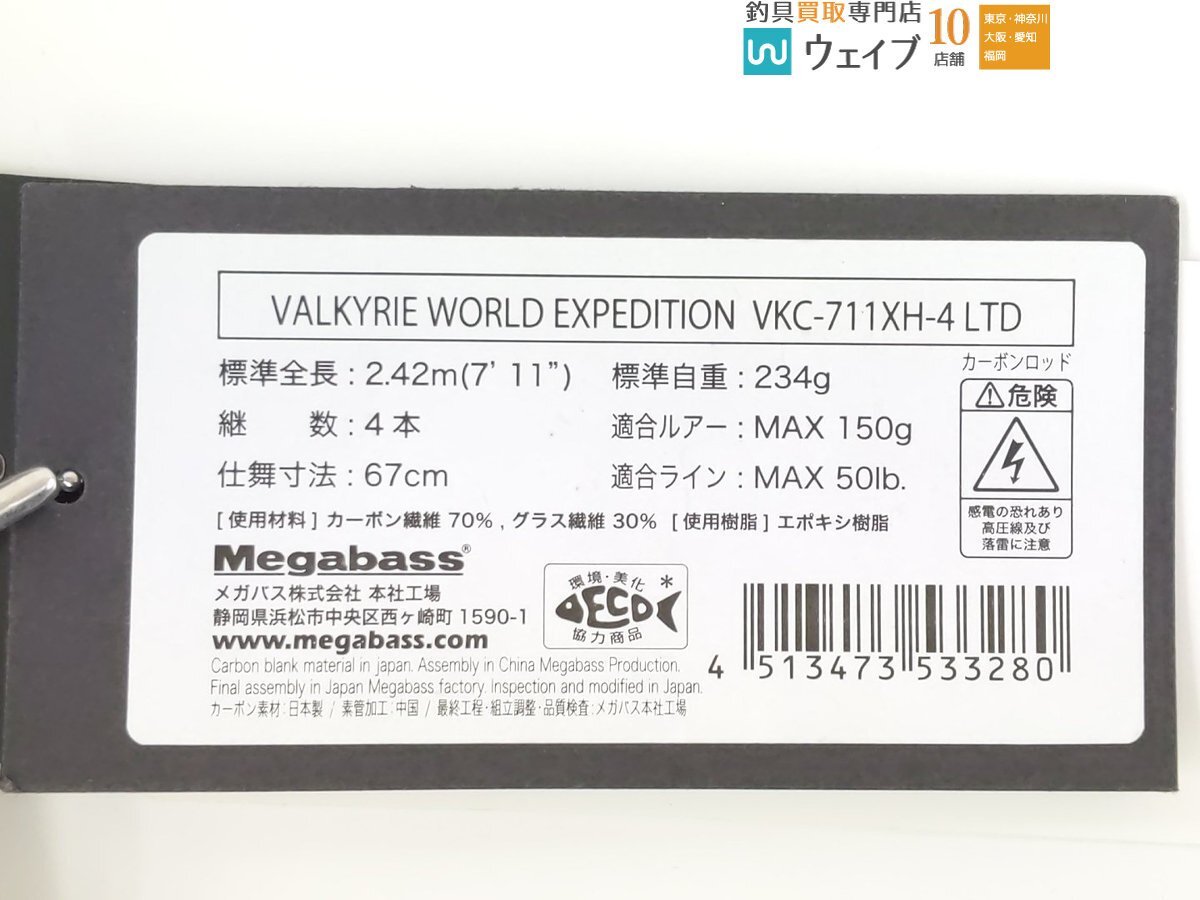 釣具買取専門店
ウェイブ
10
店舗
東京・神奈川
大阪・愛知
福岡
VALKYRIE WORLD EXPEDITION VKC-711XH-4 LTD
標準全長 : 2.42m(7' 11")
標準自重 : 234g
継 数 : 4 本
適合ルアー : MAX 150g
仕舞寸法 : 67cm
適合ライン : MAX 50lb.
[ 使用材料 ] カーボン繊維 70% , グラス繊維 30% [ 使用樹脂 ] エポキシ樹脂
カーボンロッド
危険
感電の恐れあり
高圧線及び
落雷に注意
Megabass®
メガバス株式会社 本社工場
静岡県浜松市中央区西ヶ崎町 1590-1
www.megabass.com
環境・美化
ECO
協力商品
Carbon blank material in japan. Assembly in China Megabass Production.
Final assembly in Japan Megabass factory. Inspection and modified in Japan.
カーボン素材:日本製 / 素管加工:中国 / 最終工程・組立調整・品質検査:メガバス本社工場
4 513473 533280